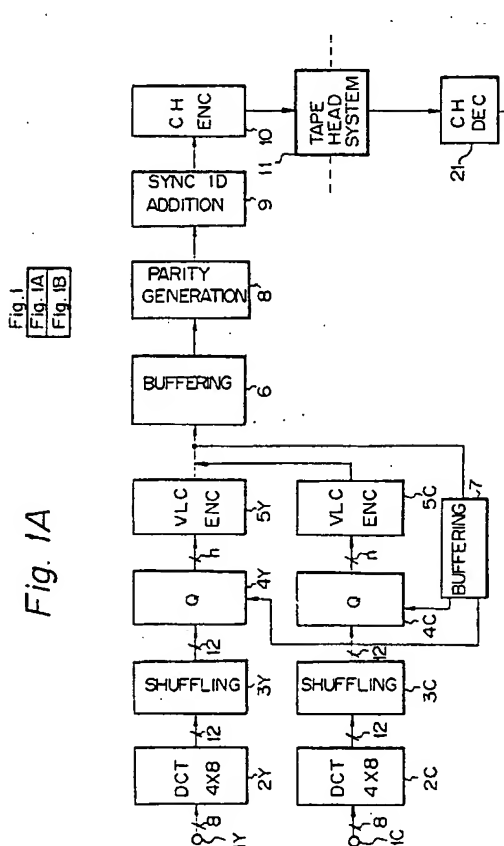 Fig. 1A
Fig. 1
Fig. 1A
Fig. 1B
8
1Y
DCT
4X8
2Y
12
SHUFFLING
3Y
12
Q
4Y
n
VLC
ENC
5Y
BUFFERING
6
PARITY
GENERATION
8
SYNC ID
ADDITION
9
CH
ENC
10
TAPE
HEAD
SYSTEM
11
CH
DEC
21
8
1C
DCT
4X8
2C
12
SHUFFLING
3C
12
Q
4C
n
VLC
ENC
5C
BUFFERING
7